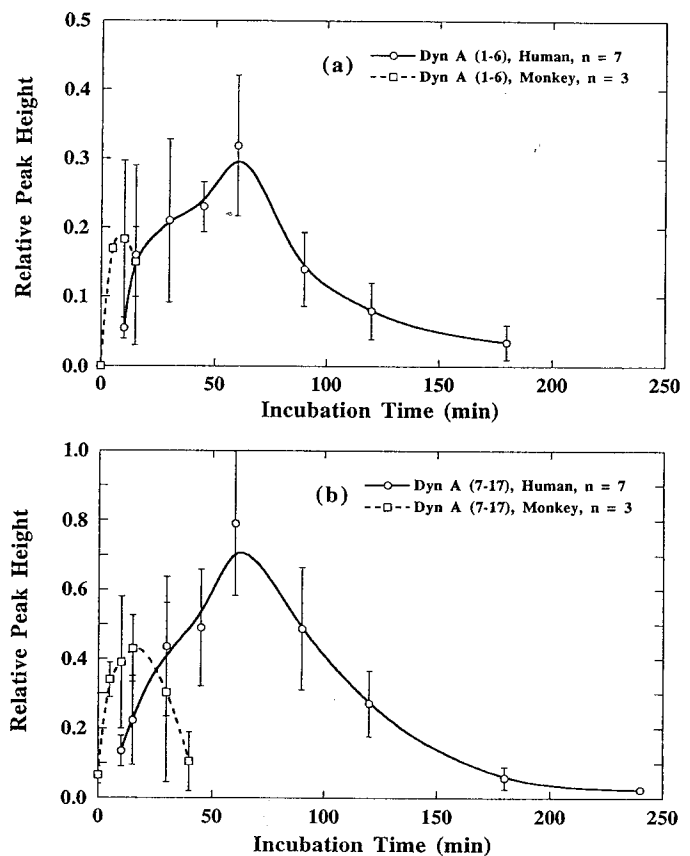 0.5
(a)
Dyn A (1-6), Human, n = 7
Dyn A (1-6), Monkey, n = 3
0.4
0.3
0.2
0.1
0.0
Relative Peak Height
0 50 100 150 200 250
Incubation Time (min)
1.0
(b)
Dyn A (7-17), Human, n = 7
Dyn A (7-17), Monkey, n = 3
0.8
0.6
0.4
0.2
0.0
Relative Peak Height
0 50 100 150 200 250
Incubation Time (min)